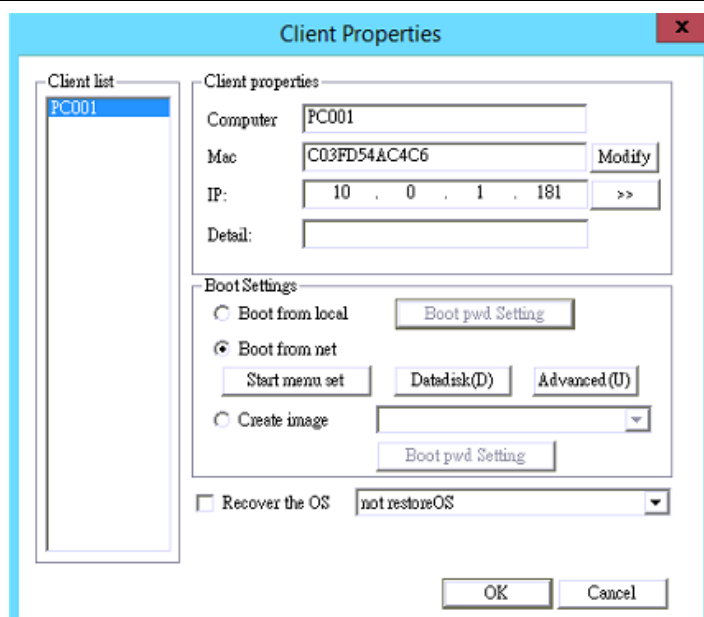 Client Properties
x
Client list
PC001
Client properties
Computer PC001
Mac C03FD54AC4C6 Modify
IP: 10 . 0 . 1 . 181 >>
Detail:
Boot Settings
Boot from local Boot pwd Setting
Boot from net
Start menu set Datadisk(D) Advanced(U)
Create image
Boot pwd Setting
Recover the OS not restoreOS
OK Cancel